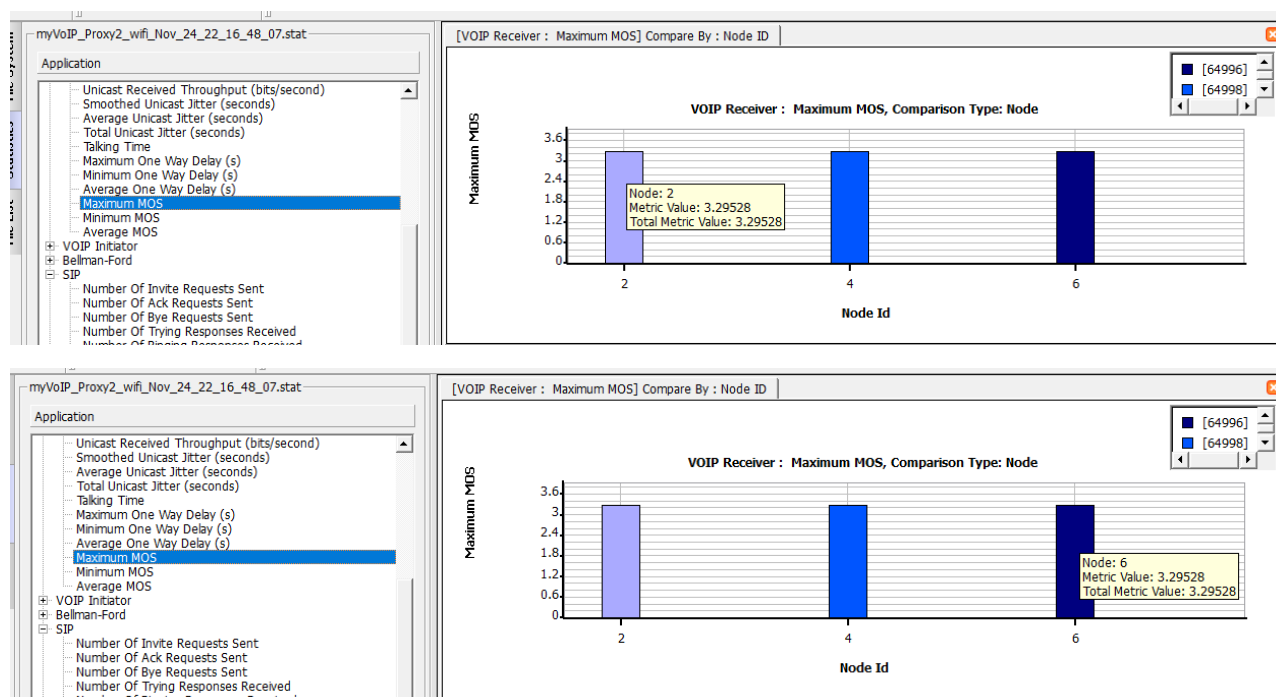 myVoIP_Proxy2_wifi_Nov_24_22_16_48_07.stat
Application
Unicast Received Throughput (bits/second)
Smoothed Unicast Jitter (seconds)
Average Unicast Jitter (seconds)
Total Unicast Jitter (seconds)
Talking Time
Maximum One Way Delay (s)
Minimum One Way Delay (s)
Average One Way Delay (s)
Maximum MOS
Minimum MOS
Average MOS
VOIP Initiator
Bellman-Ford
SIP
Number Of Invite Requests Sent
Number Of Ack Requests Sent
Number Of Bye Requests Sent
Number Of Trying Responses Received
Number Of Ringing Responses Received
Statistics
File List
[VOIP Receiver : Maximum MOS] Compare By : Node ID
[64996]
[64998]
VOIP Receiver : Maximum MOS, Comparison Type: Node
Maximum MOS
3.6
3
2.4
1.8
1.2
0.6
0
Node: 2
Metric Value: 3.29528
Total Metric Value: 3.29528
2 4 6
Node Id
myVoIP_Proxy2_wifi_Nov_24_22_16_48_07.stat
Application
Unicast Received Throughput (bits/second)
Smoothed Unicast Jitter (seconds)
Average Unicast Jitter (seconds)
Total Unicast Jitter (seconds)
Talking Time
Maximum One Way Delay (s)
Minimum One Way Delay (s)
Average One Way Delay (s)
Maximum MOS
Minimum MOS
Average MOS
VOIP Initiator
Bellman-Ford
SIP
Number Of Invite Requests Sent
Number Of Ack Requests Sent
Number Of Bye Requests Sent
Number Of Trying Responses Received
[VOIP Receiver : Maximum MOS] Compare By : Node ID
[64996]
[64998]
VOIP Receiver : Maximum MOS, Comparison Type: Node
Maximum MOS
3.6
3
2.4
1.8
1.2
0.6
0
Node: 6
Metric Value: 3.29528
Total Metric Value: 3.29528
2 4 6
Node Id